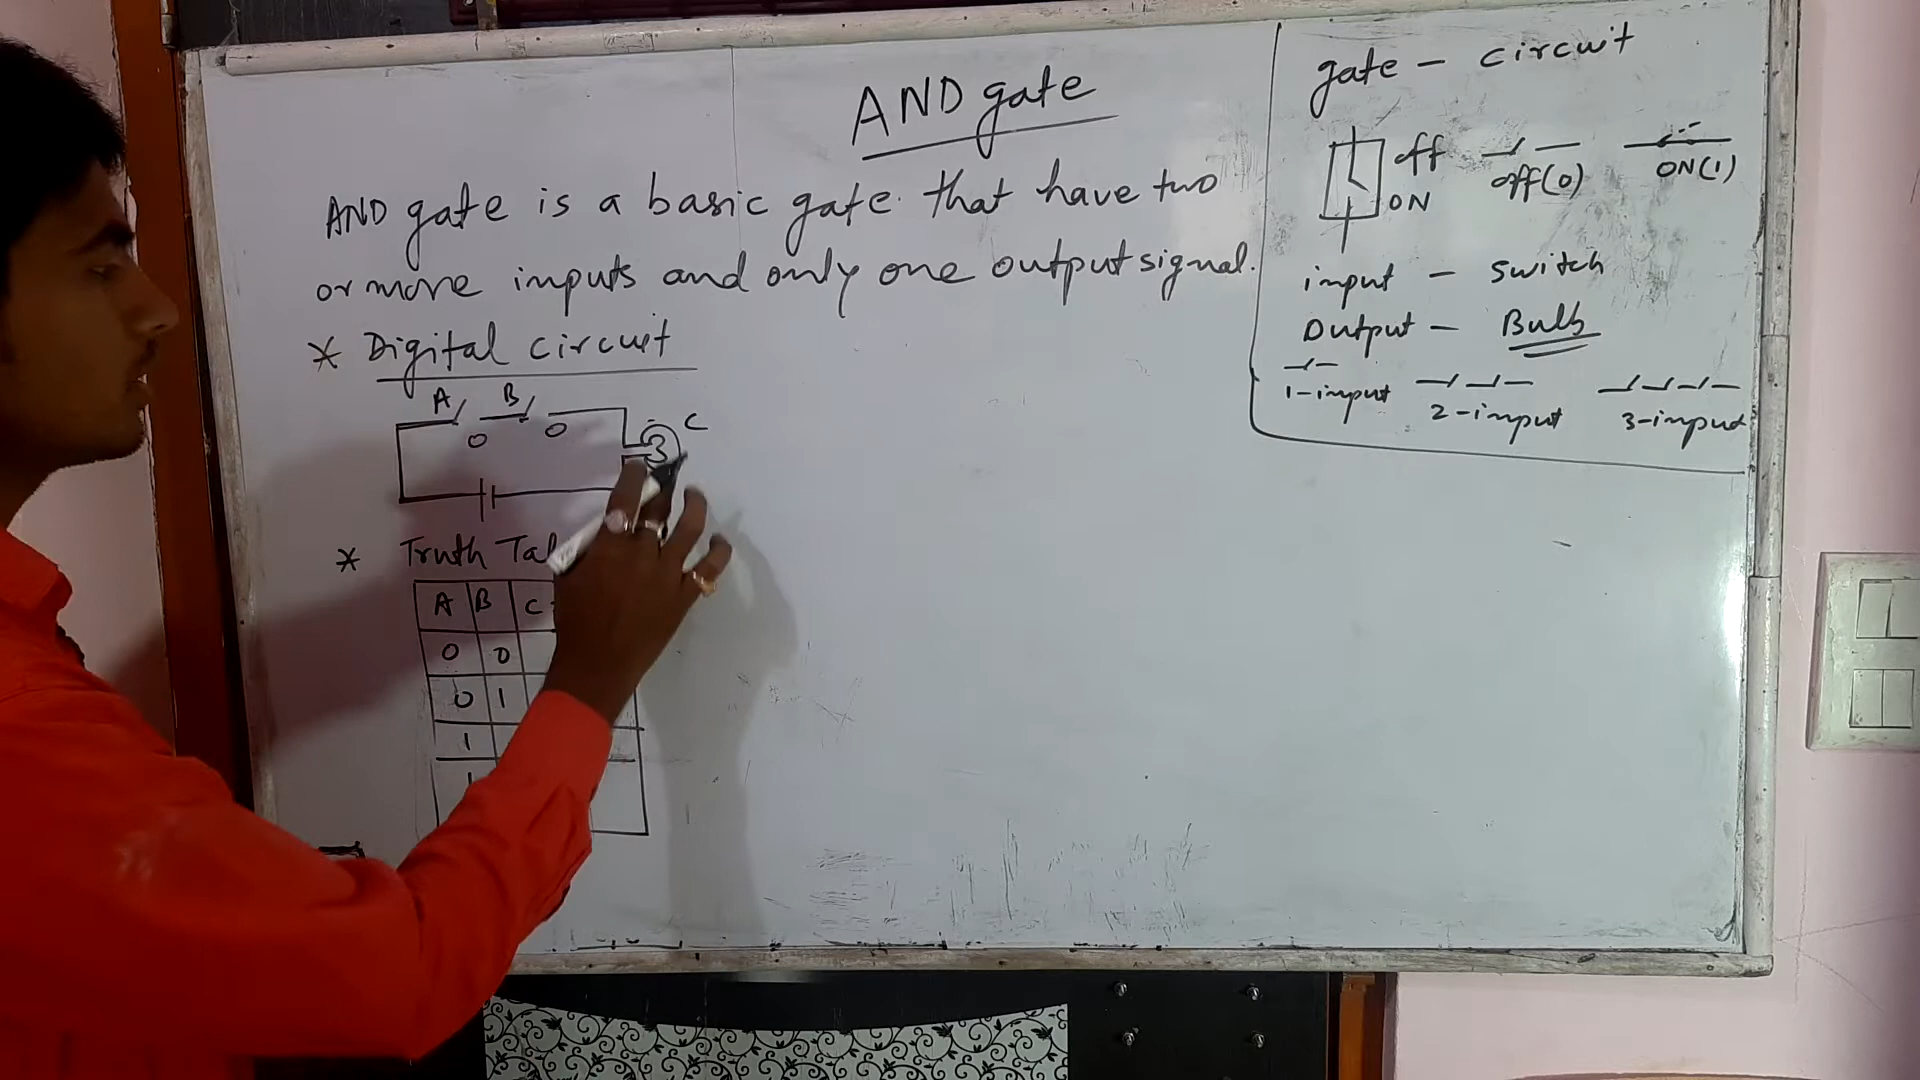 AND gate
AND gate is a basic gate. that have two
or more inputs and only one output signal.
* Digital circuit
A B
0 0
C
* Truth
A B C
0 0
0 1
1
1
gate - circuit
off
ON
off(0)
ON(1)
input - switch
Output - Bulb
1-input 2-input 3-input